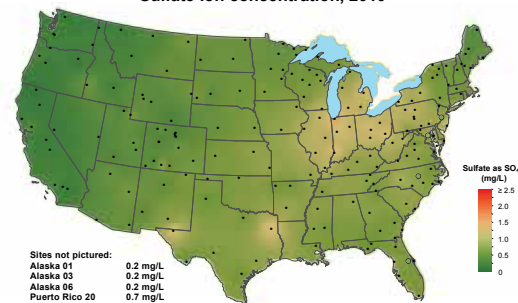 Sulfate ion concentration, 2019
Sulfate as SO₄
(mg/L)
≥ 2.5
2.0
1.5
1.0
0.5
0
Sites not pictured:
Alaska 01 0.2 mg/L
Alaska 03 0.2 mg/L
Alaska 06 0.2 mg/L
Puerto Rico 20 0.7 mg/L